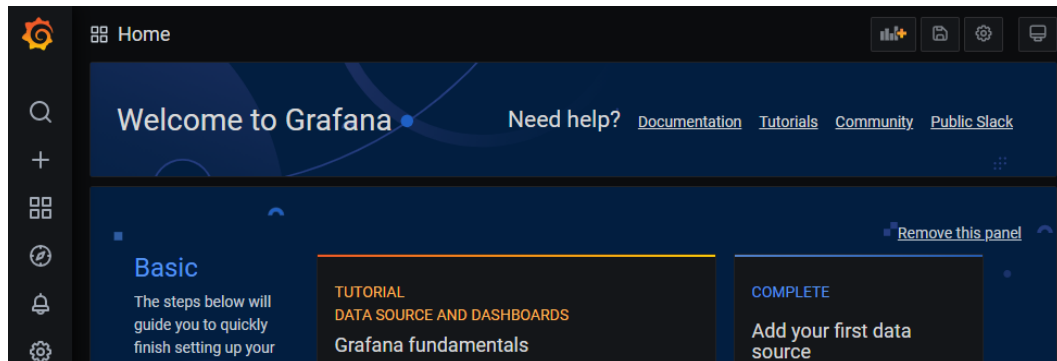 Home
Welcome to Grafana
Need help? Documentation Tutorials Community Public Slack
Remove this panel
Basic
The steps below will
guide you to quickly
finish setting up your
TUTORIAL
DATA SOURCE AND DASHBOARDS
Grafana fundamentals
COMPLETE
Add your first data
source